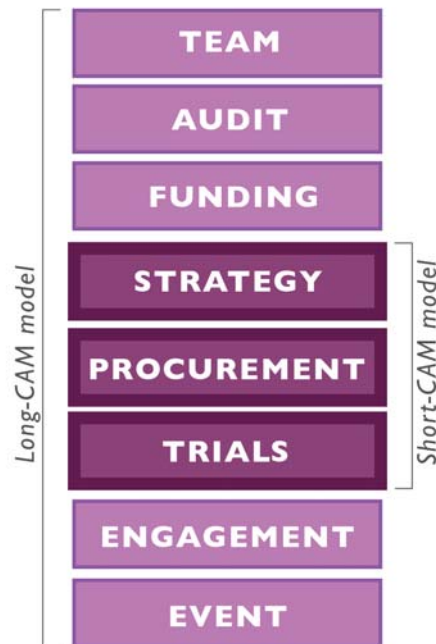 TEAM
AUDIT
FUNDING
STRATEGY
PROCUREMENT
TRIALS
ENGAGEMENT
EVENT
Long-CAM model
Short-CAM model